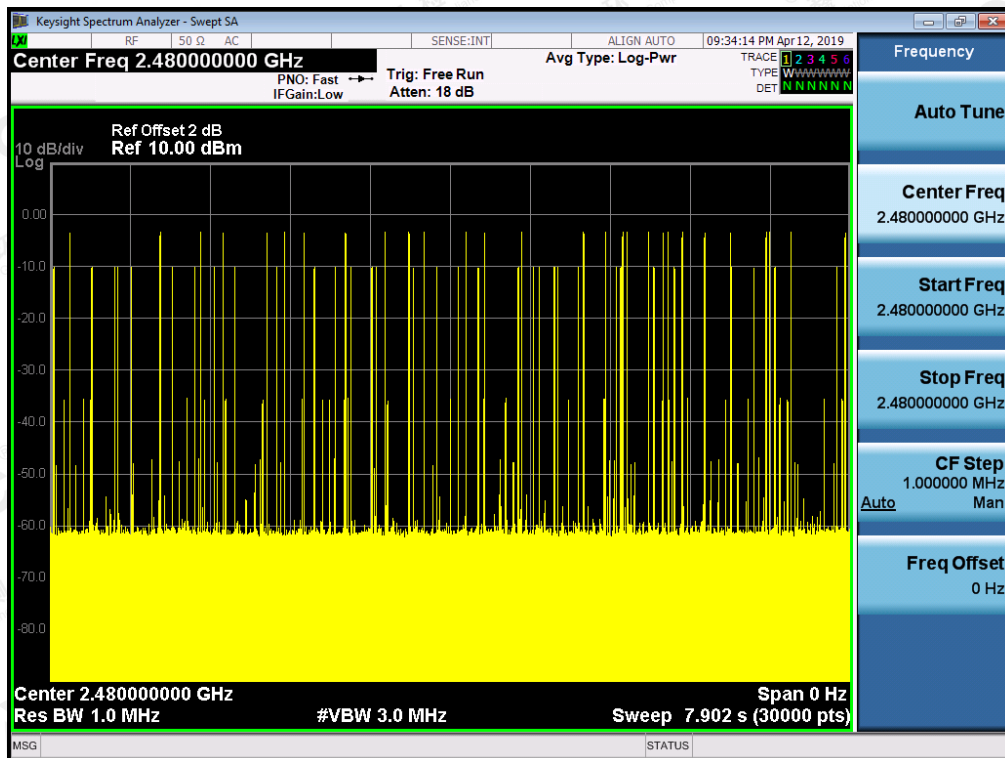 Keysight Spectrum Analyzer - Swept SA
LXI RF 50 Ω AC SENSE:INT ALIGN AUTO 09:34:14 PM Apr 12, 2019
Center Freq 2.480000000 GHz
PNO: Fast
IFGain:Low
Trig: Free Run
Atten: 18 dB
Avg Type: Log-Pwr
TRACE 1 2 3 4 5 6
TYPE WWWWWW
DET N N N N N N
Ref Offset 2 dB
10 dB/div Ref 10.00 dBm
Log
0.00
-10.0
-20.0
-30.0
-40.0
-50.0
-60.0
-70.0
-80.0
Center 2.480000000 GHz Span 0 Hz
Res BW 1.0 MHz #VBW 3.0 MHz Sweep 7.902 s (30000 pts)
MSG STATUS
Frequency
Auto Tune
Center Freq
2.480000000 GHz
Start Freq
2.480000000 GHz
Stop Freq
2.480000000 GHz
CF Step
1.000000 MHz
Auto Man
Freq Offset
0 Hz